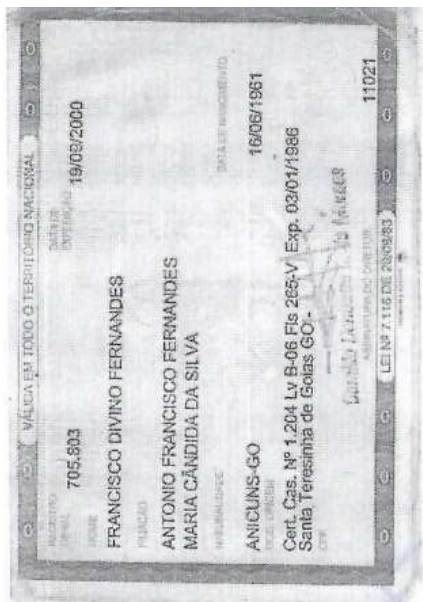 VÁLIDA EM TODO O TERRITÓRIO NACIONAL
REGISTRO GERAL 705.803 DATA DE EXPEDIÇÃO 19/09/2000
NOME
FRANCISCO DIVINO FERNANDES
FILIAÇÃO
ANTONIO FRANCISCO FERNANDES
MARIA CÂNDIDA DA SILVA
NATURALIDADE DATA DE NASCIMENTO
ANICUNS-GO 16/06/1961
DOC ORIGEM
Cert. Cas. Nº 1.204 Lv B-06 Fls 265-V Exp. 03/01/1986
Santa Teresinha de Goías GO -
CPF
ASSINATURA DO DIRETOR
11021
LEI Nº 7.116 DE 29/08/83